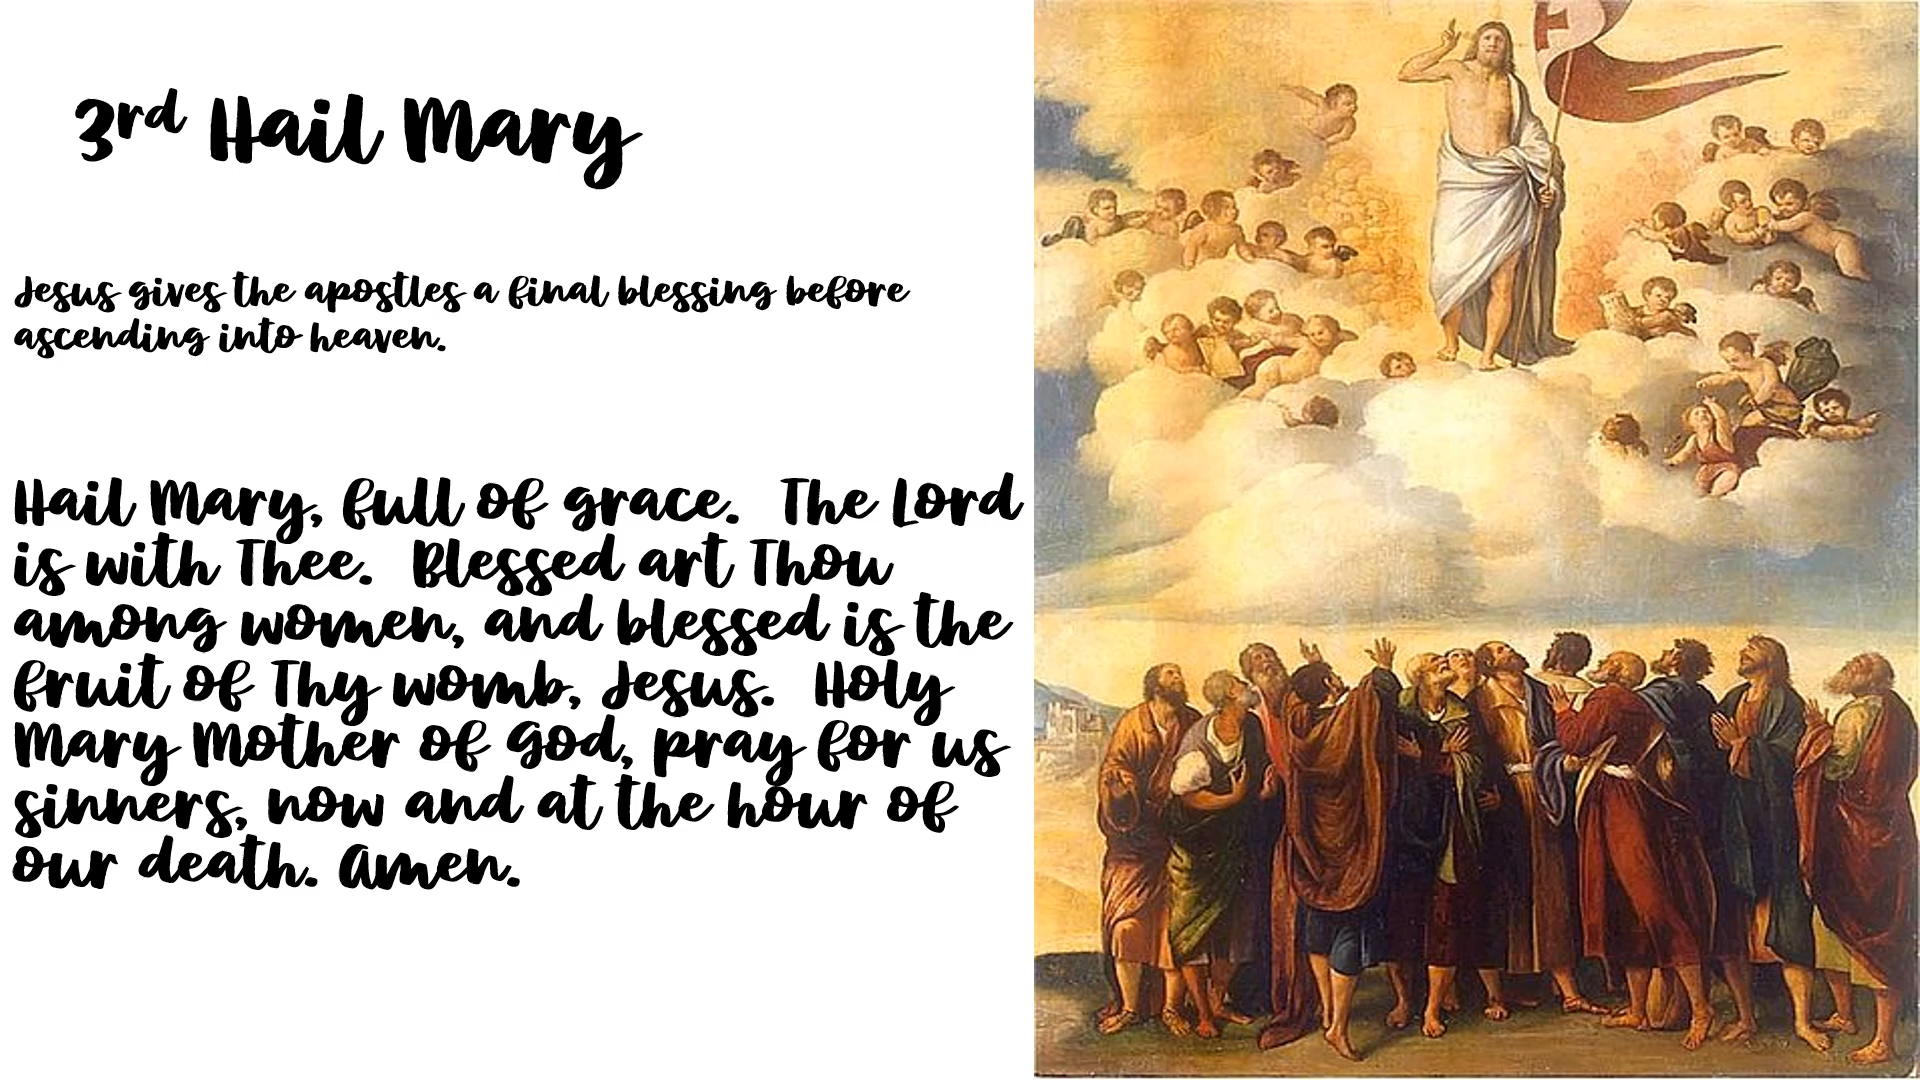 3rd Hail Mary
Jesus gives the apostles a final blessing before
ascending into heaven.
Hail Mary, full of grace.  The Lord
is with Thee.  Blessed art Thou
among women, and blessed is the
fruit of Thy womb, Jesus.  Holy
Mary Mother of God, pray for us
sinners, now and at the hour of
our death. Amen.